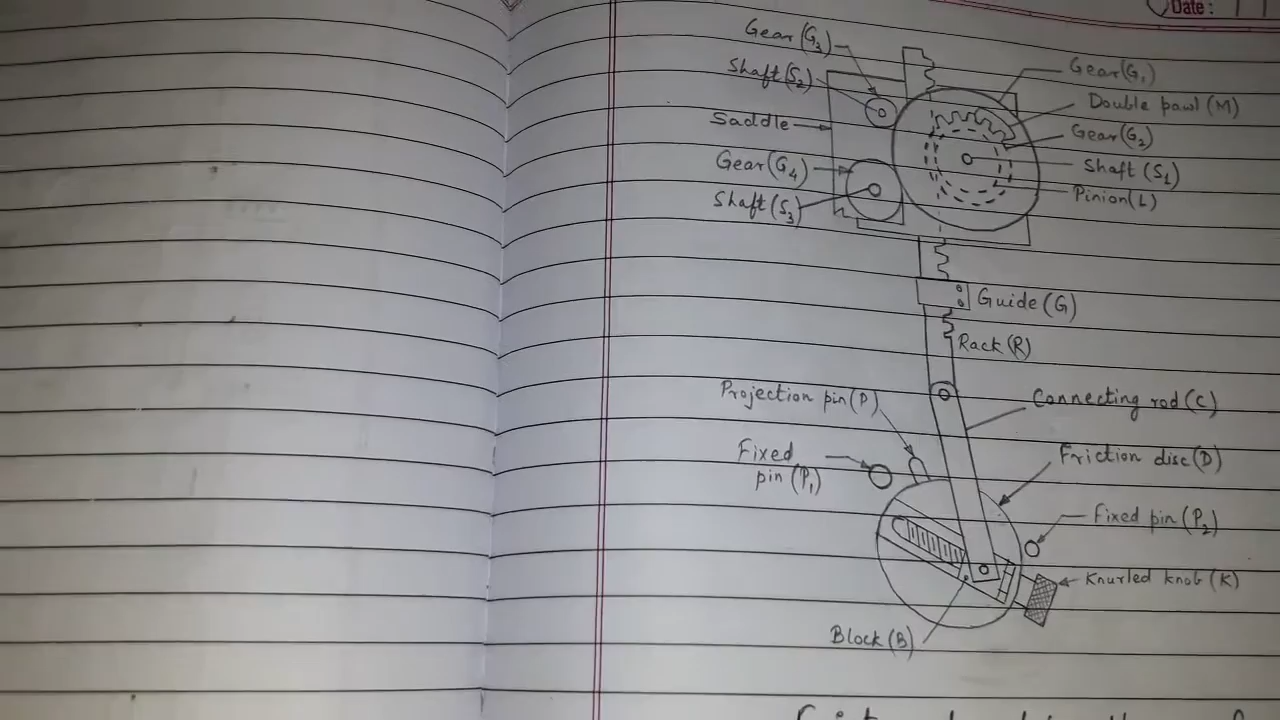 Date :
Gear(G₃)
Shaft(S₂)
Saddle
Gear(G₄)
Shaft(S₃)
Gear(G₁)
Double pawl(M)
Gear(G₂)
Shaft(S₁)
Pinion(L)
Guide(G)
Rack(R)
Projection pin(P)
Connecting rod(C)
Fixed
pin(P₁)
Friction disc(D)
Fixed pin(P₂)
Knurled knob(K)
Block(B)